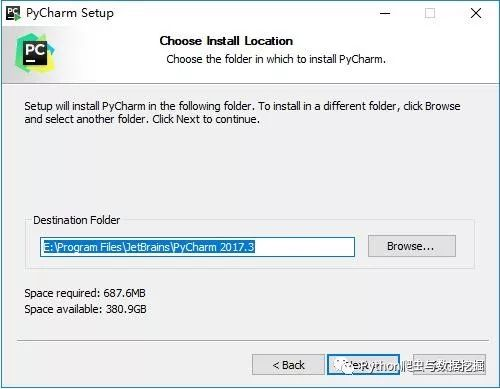 PyCharm Setup
PC
Choose Install Location
Choose the folder in which to install PyCharm.
Setup will install PyCharm in the following folder. To install in a different folder, click Browse
and select another folder. Click Next to continue.
Destination Folder
E:\Program Files\JetBrains\PyCharm 2017.3
Browse...
Space required: 687.6MB
Space available: 380.9GB
< Back
Python爬虫与数据挖掘